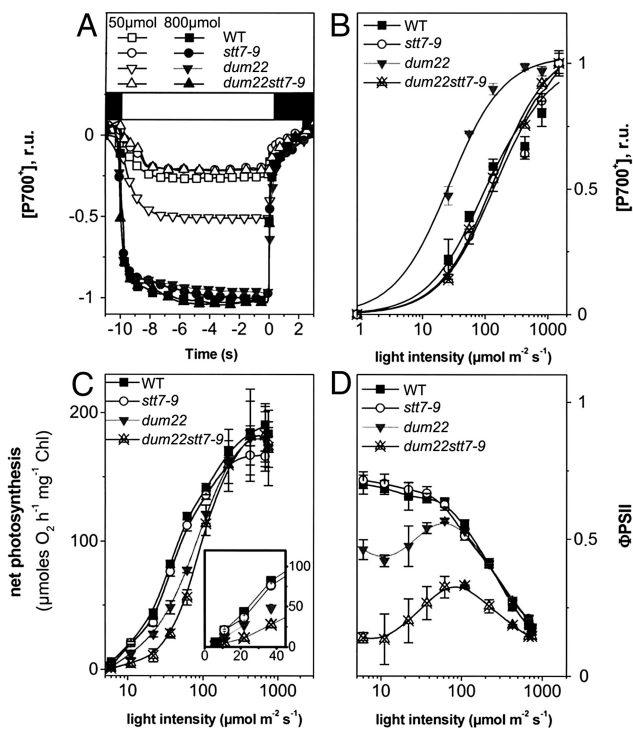 A
50μmol 800μmol
WT
stt7-9
dum22
dum22stt7-9
[P700⁺], r.u.
0
-0.5
-1
-10 -8 -6 -4 -2 0 2
Time (s)
B
WT
stt7-9
dum22
dum22stt7-9
1
0.5
0
[P700⁺], r.u.
1 10 100 1000
light intensity (μmol m⁻² s⁻¹)
C
WT
stt7-9
dum22
dum22stt7-9
net photosynthesis
(μmoles O₂ h⁻¹ mg⁻¹ Chl)
200
100
0
100
50
0
0 20 40
10 100 1000
light intensity (μmol m⁻² s⁻¹)
D
WT
stt7-9
dum22
dum22stt7-9
1
0.5
0
ΦPSII
10 100 1000
light intensity (μmol m⁻² s⁻¹)